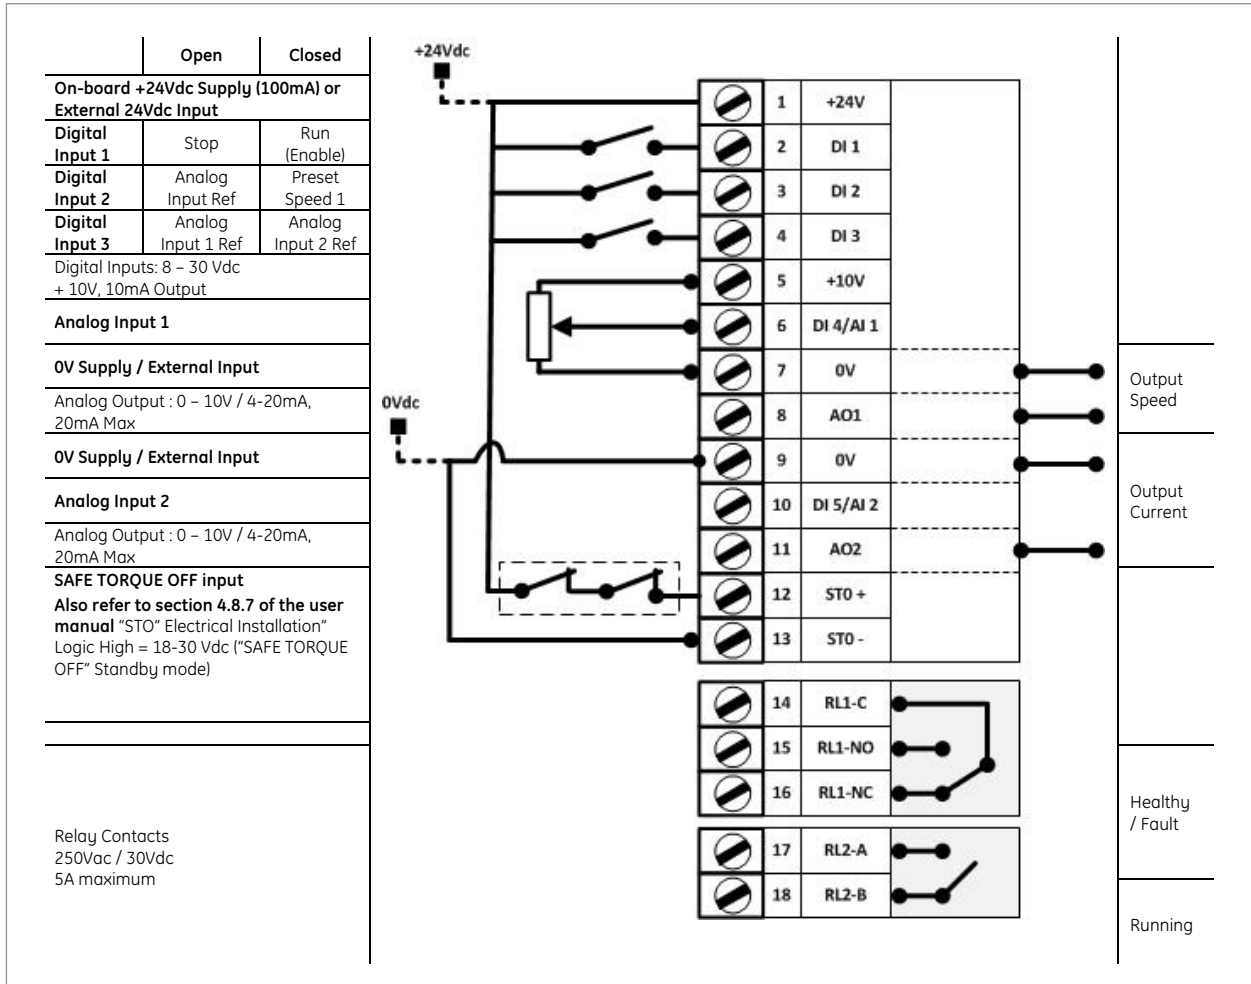 Open Closed
On-board +24Vdc Supply (100mA) or
External 24Vdc Input
Digital
Input 1
Stop
Run
(Enable)
Digital
Input 2
Analog
Input Ref
Preset
Speed 1
Digital
Input 3
Analog
Input 1 Ref
Analog
Input 2 Ref
Digital Inputs: 8 – 30 Vdc
+ 10V, 10mA Output
Analog Input 1
0V Supply / External Input
Analog Output : 0 – 10V / 4-20mA,
20mA Max
0V Supply / External Input
Analog Input 2
Analog Output : 0 – 10V / 4-20mA,
20mA Max
SAFE TORQUE OFF input
Also refer to section 4.8.7 of the user
manual “STO“ Electrical Installation”
Logic High = 18-30 Vdc (“SAFE TORQUE
OFF” Standby mode)
Relay Contacts
250Vac / 30Vdc
5A maximum
+24Vdc
0Vdc
1 +24V
2 DI 1
3 DI 2
4 DI 3
5 +10V
6 DI 4/AI 1
7 0V
8 AO1
9 0V
10 DI 5/AI 2
11 AO2
12 STO +
13 STO -
14 RL1-C
15 RL1-NO
16 RL1-NC
17 RL2-A
18 RL2-B
Output
Speed
Output
Current
Healthy
/ Fault
Running